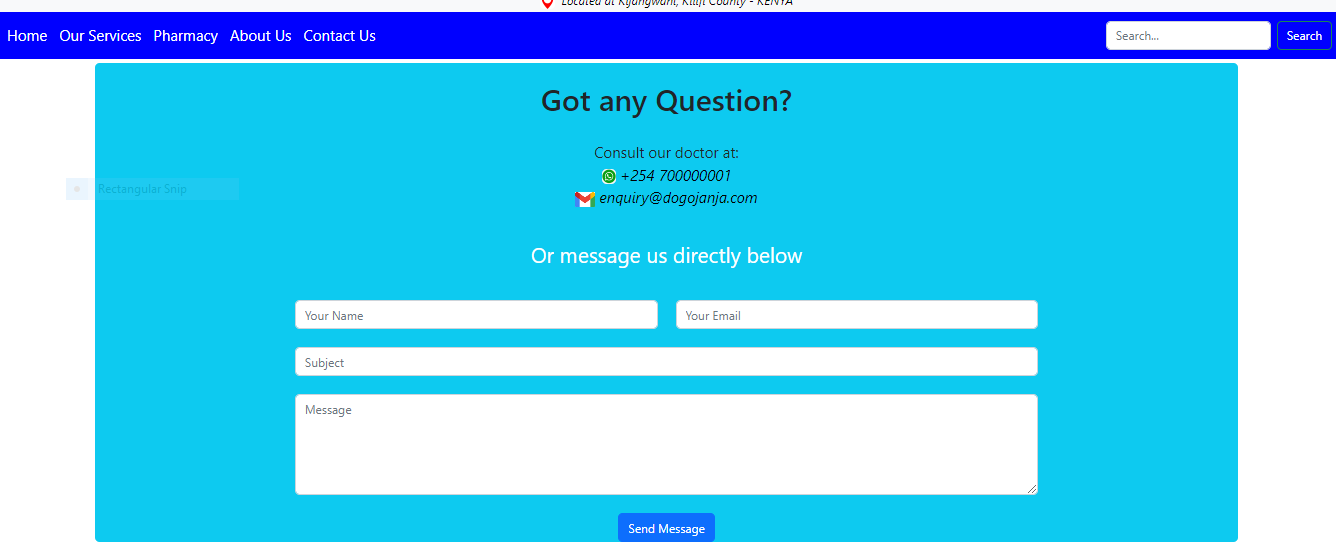 Located at Kijangwani, Kilifi County - KENYA
Home Our Services Pharmacy About Us Contact Us Search... Search
Got any Question?
Consult our doctor at:
+254 700000001
Rectangular Snip
enquiry@dogojanja.com
Or message us directly below
Your Name Your Email
Subject
Message
Send Message